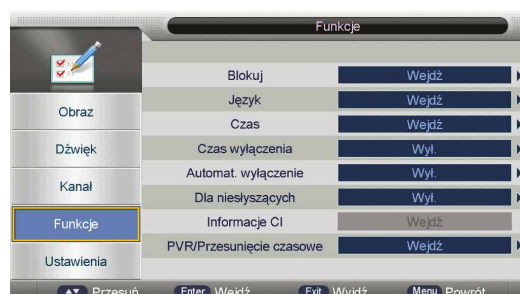 Funkcje
Blokuj Wejdź
Język Wejdź
Czas Wejdź
Czas wyłączenia Wył.
Automat. wyłączenie Wył.
Dla niesłyszących Wył.
Informacje CI Wejdź
PVR/Przesunięcie czasowe Wejdź
Obraz
Dźwięk
Kanał
Funkcje
Ustawienia
Przesuń Enter Wejdź Exit Wyjdź Menu Powrót